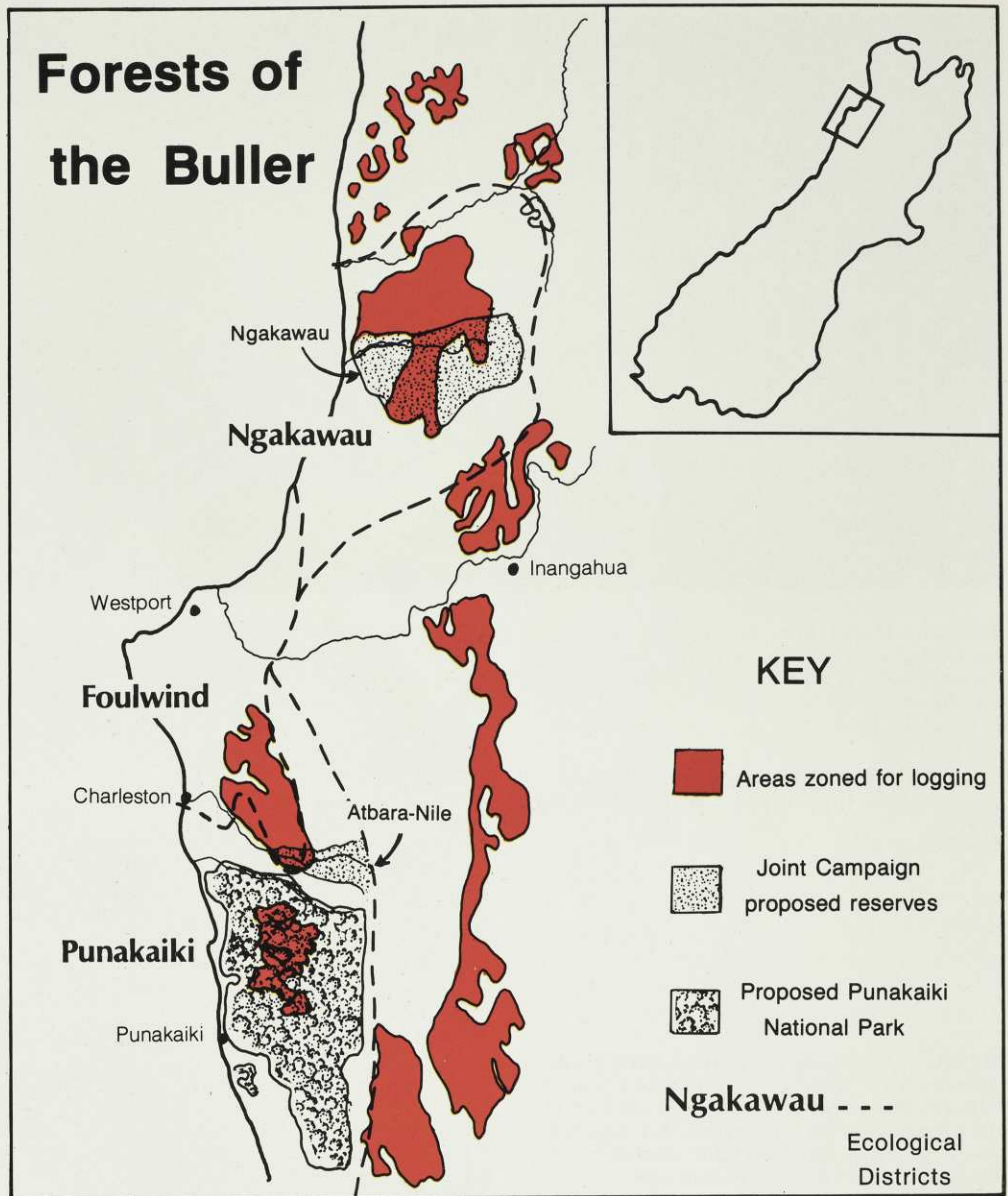 Forests of
the Buller
Ngakawau
Ngakawau
Inangahua
Westport
Foulwind
Charleston
Atbara-Nile
Punakaiki
Punakaiki
KEY
Areas zoned for logging
Joint Campaign
proposed reserves
Proposed Punakaiki
National Park
Ngakawau ---
Ecological
Districts